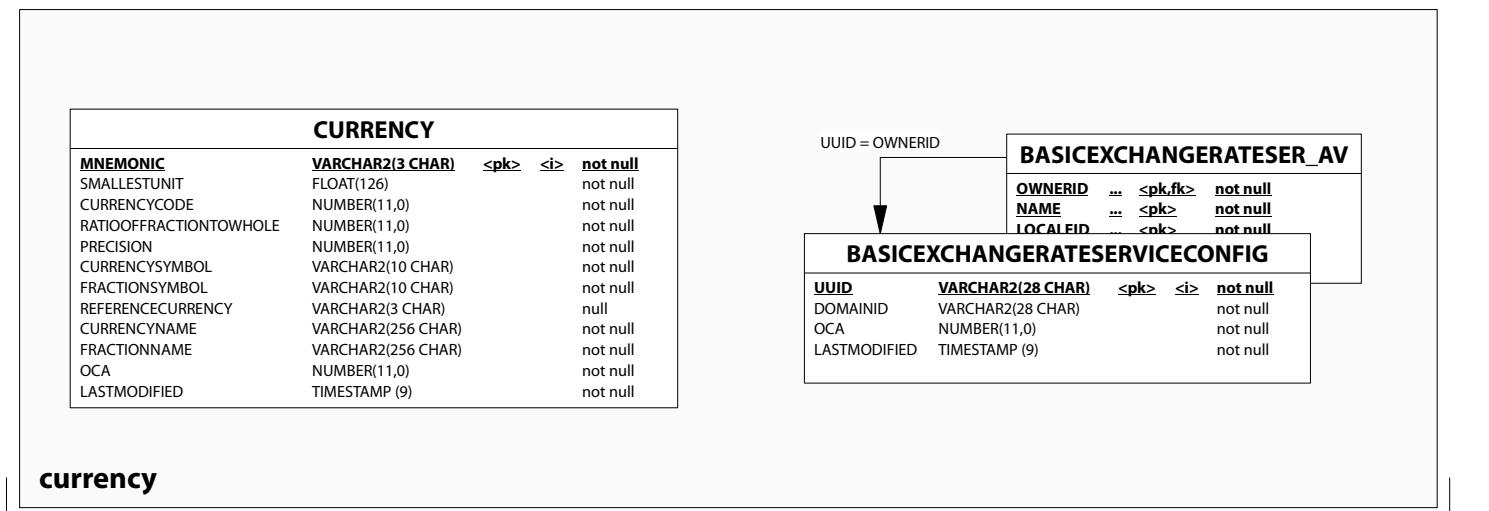 CURRENCY
MNEMONIC VARCHAR2(3 CHAR) <pk> <i> not null
SMALLESTUNIT FLOAT(126) not null
CURRENCYCODE NUMBER(11,0) not null
RATIOOFFRACTIONTOWHOLE NUMBER(11,0) not null
PRECISION NUMBER(11,0) not null
CURRENCYSYMBOL VARCHAR2(10 CHAR) not null
FRACTIONSYMBOL VARCHAR2(10 CHAR) not null
REFERENCECURRENCY VARCHAR2(3 CHAR) null
CURRENCYNAME VARCHAR2(256 CHAR) not null
FRACTIONNAME VARCHAR2(256 CHAR) not null
OCA NUMBER(11,0) not null
LASTMODIFIED TIMESTAMP (9) not null
UUID = OWNERID
BASICEXCHANGERATESER_AV
OWNERID ... <pk,fk> not null
NAME ... <pk> not null
LOCALEID ... <pk> not null
BASICEXCHANGERATESERVICECONFIG
UUID VARCHAR2(28 CHAR) <pk> <i> not null
DOMAINID VARCHAR2(28 CHAR) not null
OCA NUMBER(11,0) not null
LASTMODIFIED TIMESTAMP (9) not null
currency